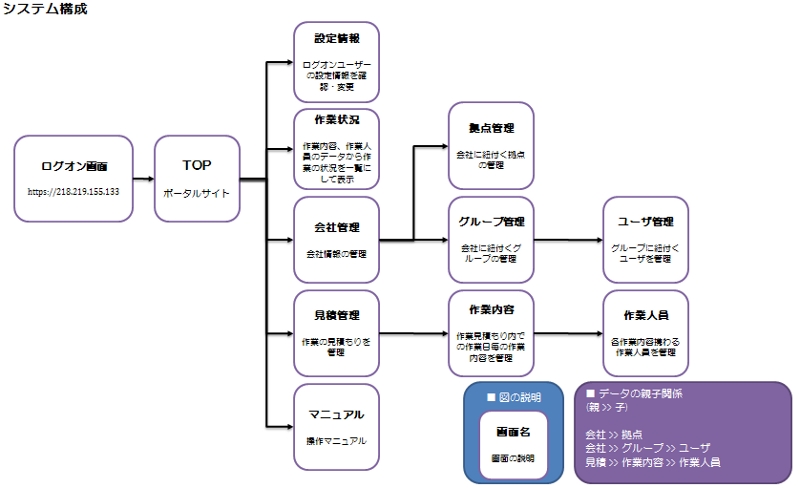 システム構成
設定情報
ログオンユーザー
の設定情報を確
認・変更
作業状況
作業内容、作業人
員のデータから作
業の状況を一覧に
して表示
拠点管理
会社に紐付く拠点
の管理
ログオン画面
https://218.219.155.133
TOP
ポータルサイト
会社管理
会社情報の管理
グループ管理
会社に紐付くグ
ループの管理
ユーザ管理
グループに紐付く
ユーザを管理
見積管理
作業の見積もりを
管理
作業内容
作業見積もり内で
の作業日毎の作業
内容を管理
作業人員
各作業内容携わる
作業人員を管理
マニュアル
操作マニュアル
■ 図の説明
画面名
画面の説明
■ データの親子関係
(親 >> 子)
会社 >> 拠点
会社 >> グループ >> ユーザ
見積 >> 作業内容 >> 作業人員